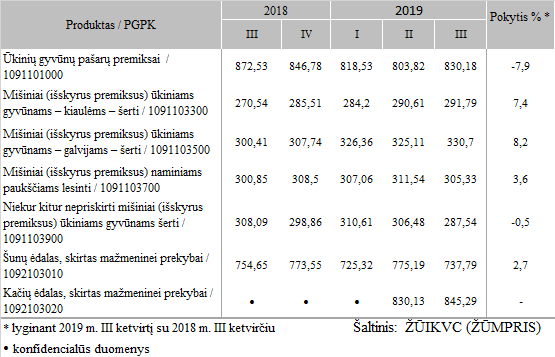 Produktas / PGPK 2018 2019 Pokytis % *
III IV I II III
Ūkinių gyvūnų pašarų premiksai /
1091101000 872,53 846,78 818,53 803,82 830,18 -7,9
Mišiniai (išskyrus premiksus) ūkiniams
gyvūnams – kiaulėms – šerti / 1091103300 270,54 285,51 284,2 290,61 291,79 7,4
Mišiniai (išskyrus premiksus) ūkiniams
gyvūnams – galvijams – šerti / 1091103500 300,41 307,74 326,36 325,11 330,7 8,2
Mišiniai (išskyrus premiksus) naminiams
paukščiams lesinti / 1091103700 300,85 308,5 307,06 311,54 305,33 3,6
Niekur kitur nepriskirti mišiniai (išskyrus
premiksus) ūkiniams gyvūnams šerti /
1091103900 308,09 298,86 310,61 306,48 287,54 -0,5
Šunų ėdalas, skirtas mažmeninei prekybai /
1092103010 754,65 773,55 725,32 775,19 737,79 2,7
Kačių ėdalas, skirtas mažmeninei prekybai /
1092103020 • • • 830,13 845,29 -
* lyginant 2019 m. III ketvirtį su 2018 m. III ketvirčiu Šaltinis: ŽŪIKVC (ŽŪMPRIS)
• konfidencialūs duomenys